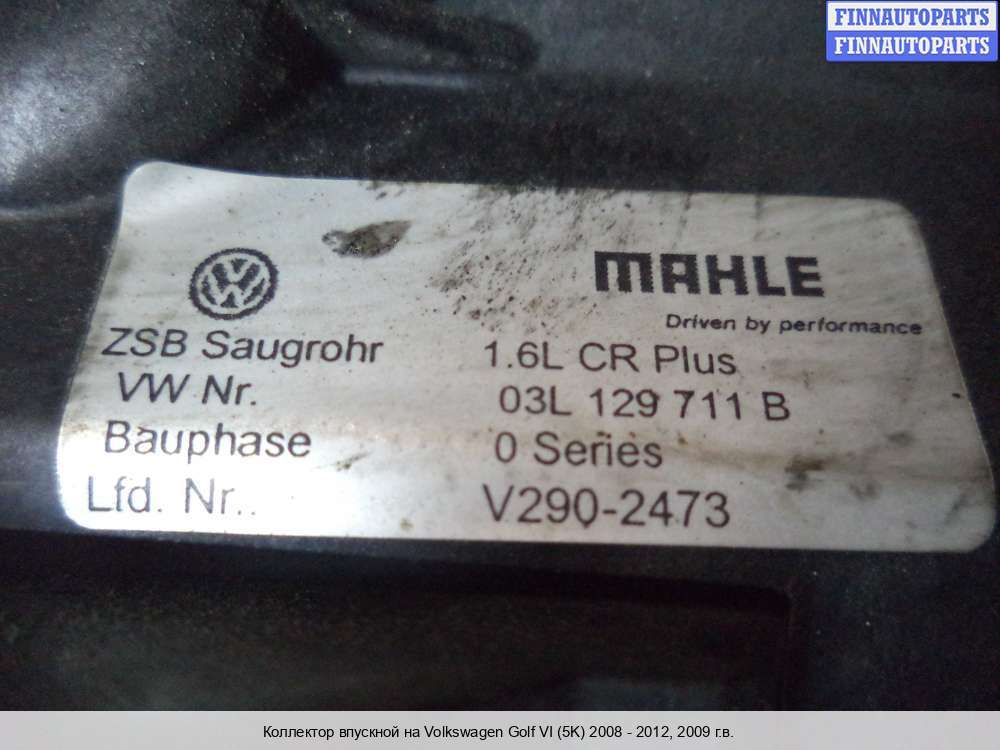 FINNAUTOPARTS
FINNAUTOPARTS
MAHLE
Driven by performance
ZSB Saugrohr 1.6L CR Plus
VW Nr. 03L 129 711 B
Bauphase 0 Series
Lfd. Nr.. V290-2473
Коллектор впускной на Volkswagen Golf VI (5K) 2008 - 2012, 2009 г.в.